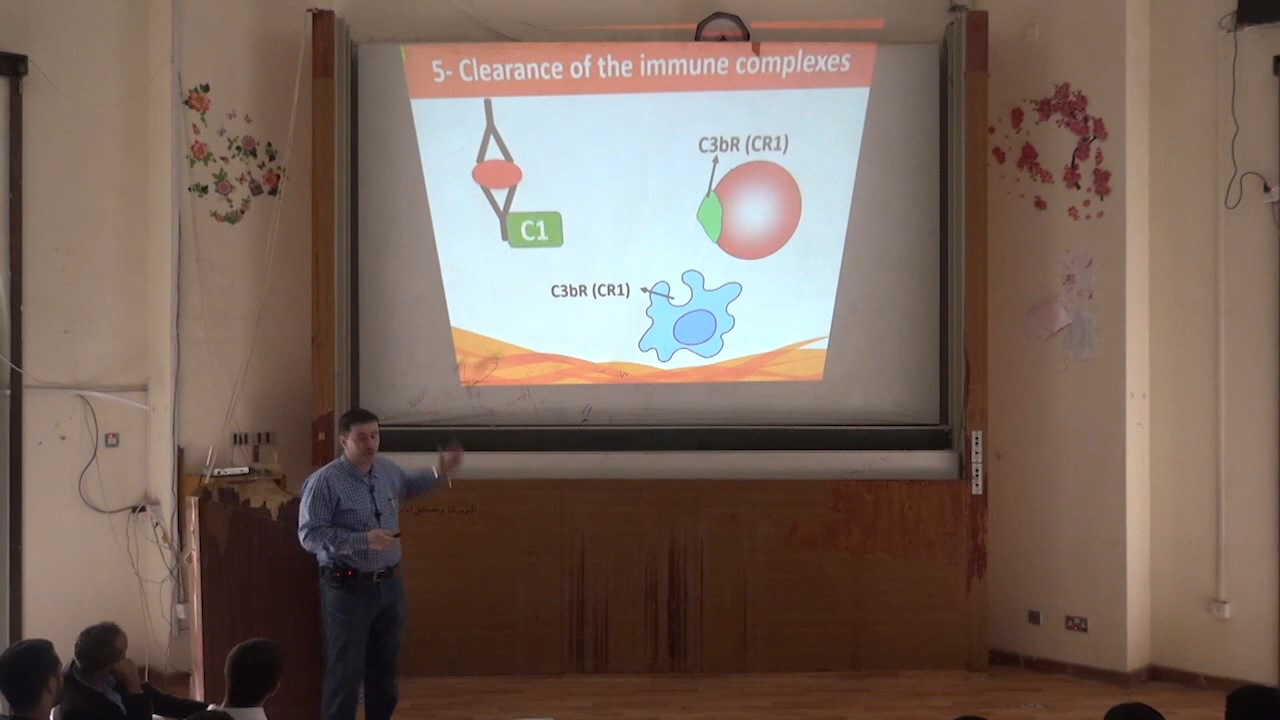 5- Clearance of the immune complexes
C3bR (CR1)
C1
C3bR (CR1)